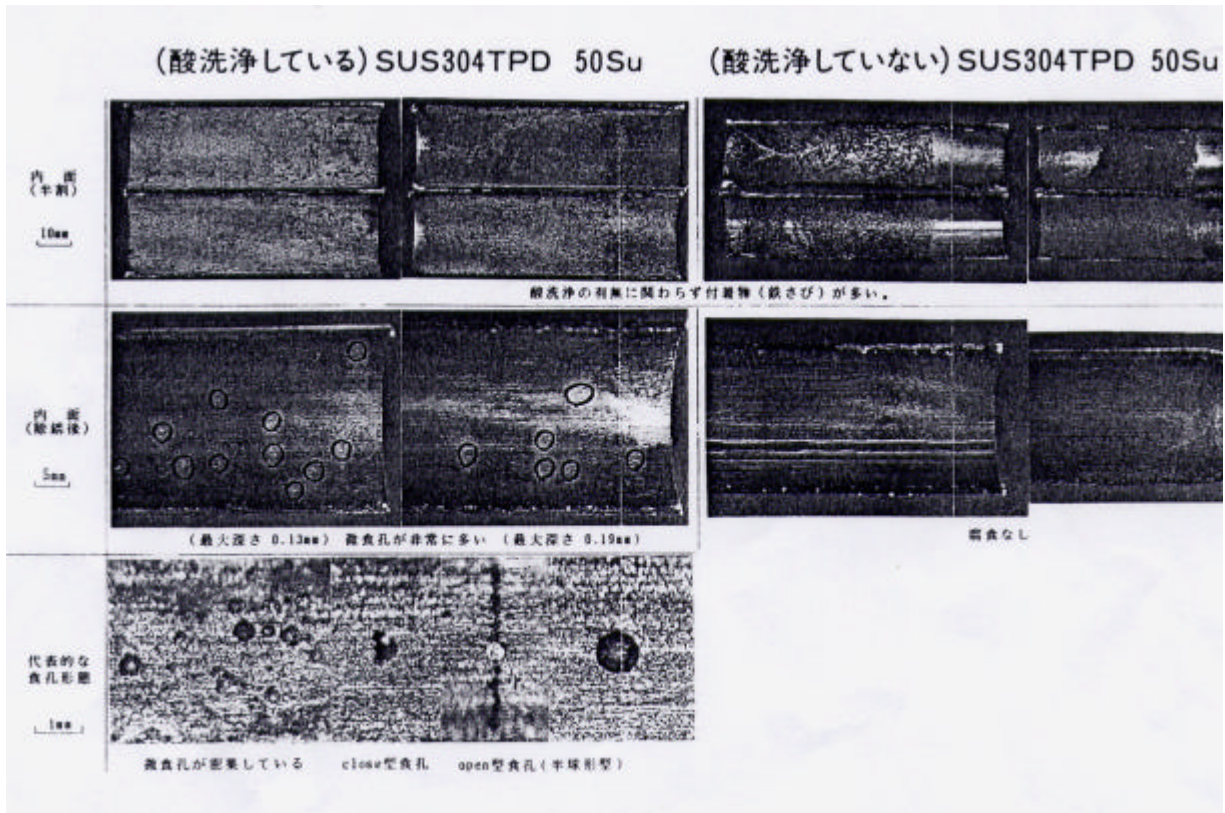 (酸洗浄している) SUS304TPD 50Su
(酸洗浄していない) SUS304TPD 50Su
内面
(半割)
10mm
酸洗浄の有無に関わらず付着物(鉄さび)が多い。
内面
(除錆後)
5mm
(最大深さ 0.13mm) 微食孔が非常に多い (最大深さ 0.19mm)
腐食なし
代表的な
食孔形態
1mm
微食孔が密集している close型食孔 open型食孔(半球形型)